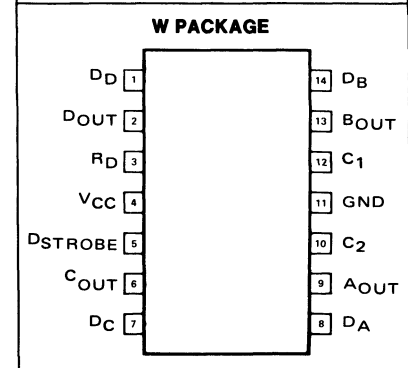 W PACKAGE
DD 1
14 DB
DOUT 2
13 BOUT
RD 3
12 C1
VCC 4
11 GND
DSTROBE 5
10 C2
COUT 6
9 AOUT
DC 7
8 DA